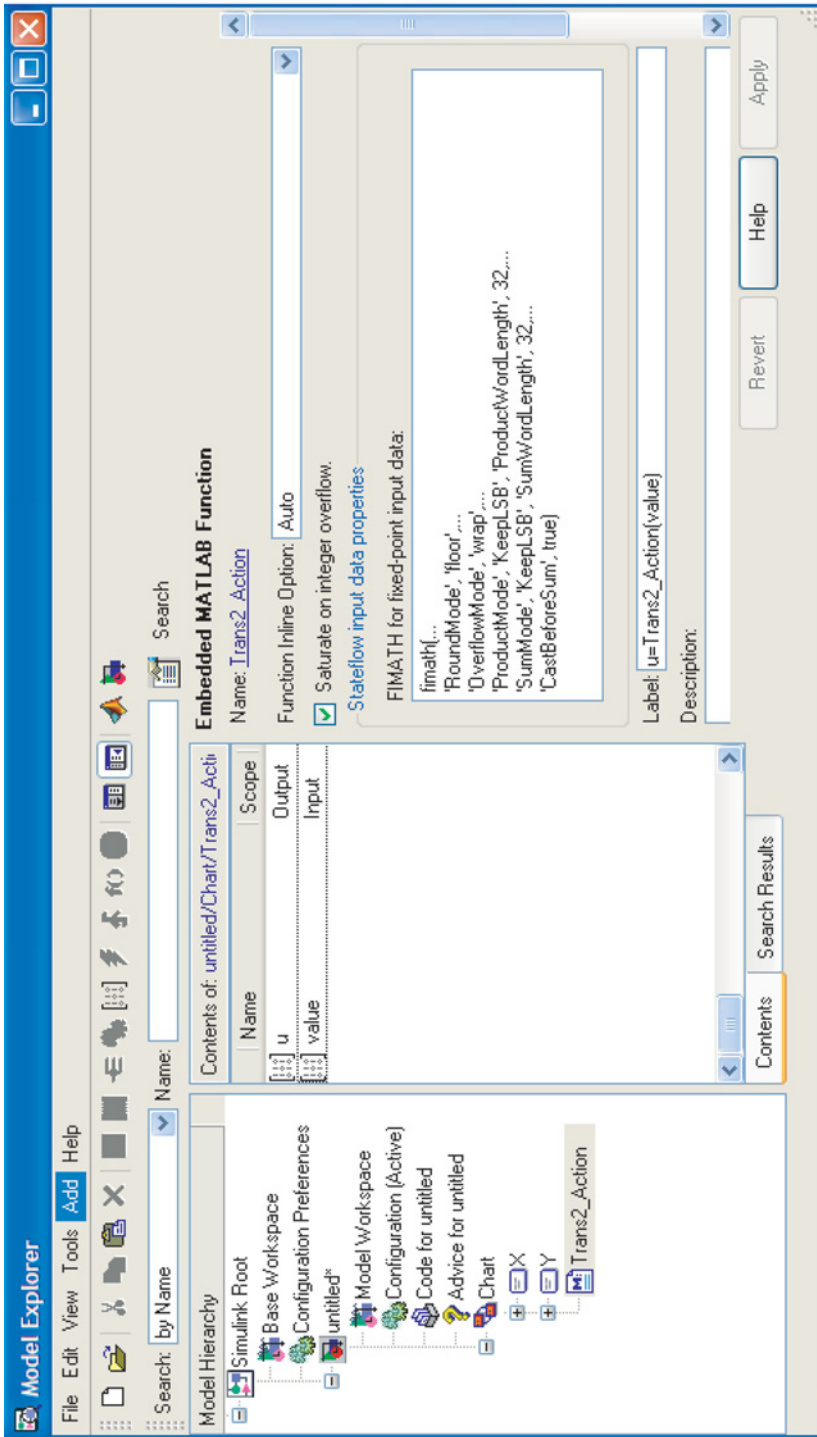 Model Explorer
File Edit View Tools Add Help
Search: by Name Name: Search
Model Hierarchy
Simulink Root
Base Workspace
Configuration Preferences
untitled*
Model Workspace
Configuration (Active)
Code for untitled
Advice for untitled
Chart
X
Y
Trans2_Action
Contents of: untitled/Chart/Trans2_Acti
Name Scope
u Output
value Input
Contents Search Results
Embedded MATLAB Function
Name: Trans2_Action
Function Inline Option: Auto
Saturate on integer overflow.
Stateflow input data properties
FIMATH for fixed-point input data:
fimath(...
'RoundMode', 'floor',...
'OverflowMode', 'wrap',...
'ProductMode', 'KeepLSB', 'ProductWordLength', 32,...
'SumMode', 'KeepLSB', 'SumWordLength', 32,...
'CastBeforeSum', true)
Label: u=Trans2_Action(value)
Description:
Revert Help Apply